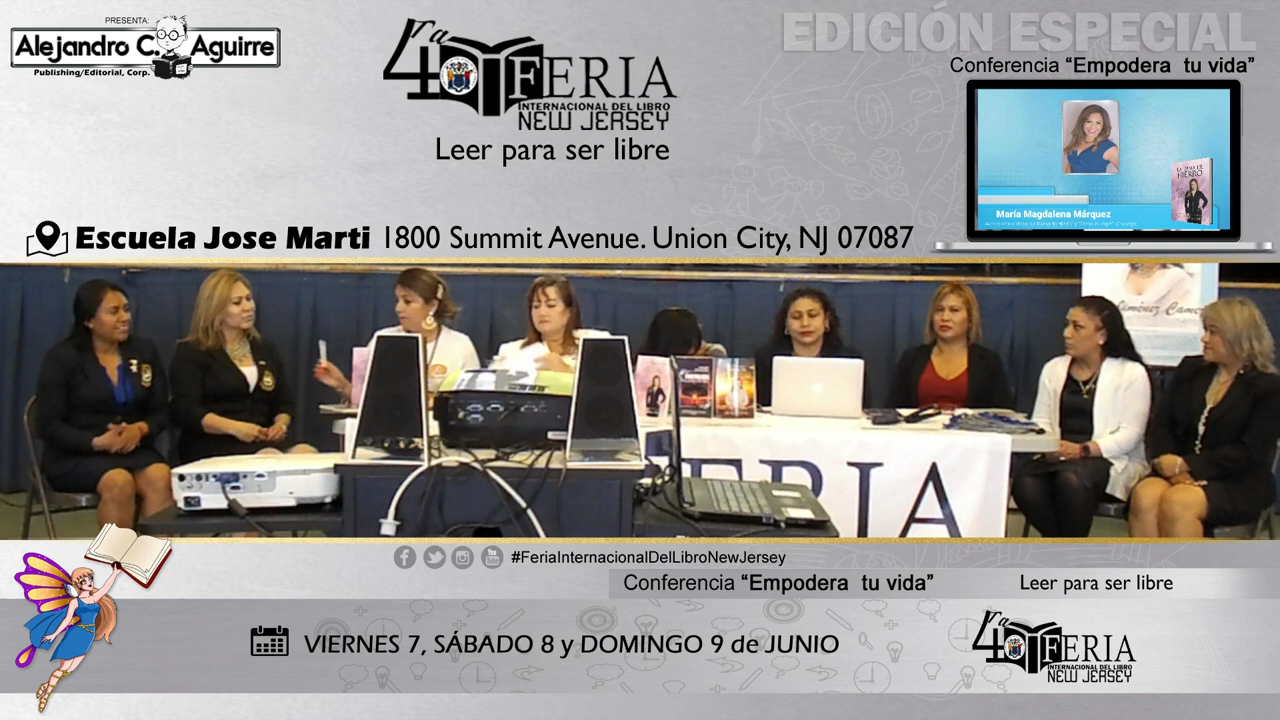 PRESENTA:
Alejandro C. Aguirre
Publishing/Editorial, Corp.
4ta FERIA
INTERNACIONAL DEL LIBRO
NEW JERSEY
Leer para ser libre
EDICIÓN ESPECIAL
Conferencia “Empodera tu vida”
María Magdalena Márquez
HIERRO
Escuela Jose Marti 1800 Summit Avenue. Union City, NJ 07087
FERIA
#FeriaInternacionalDelLibroNewJersey
Conferencia “Empodera tu vida”
Leer para ser libre
VIERNES 7, SÁBADO 8 y DOMINGO 9 de JUNIO
4ta FERIA
INTERNACIONAL DEL LIBRO
NEW JERSEY